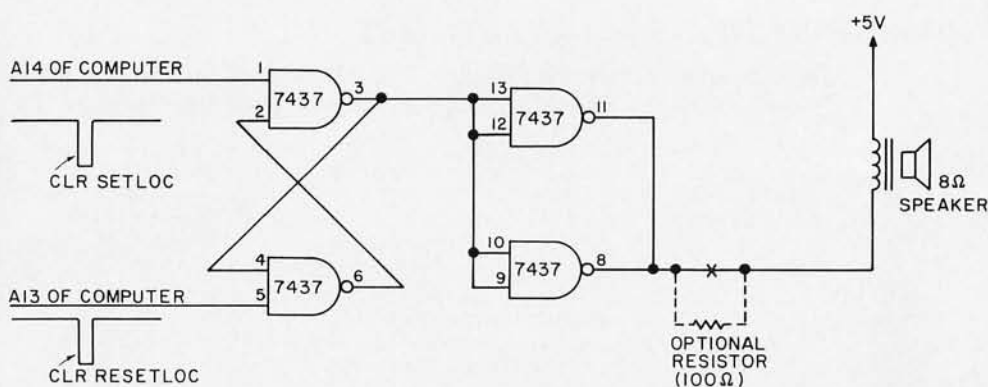 +5V
A14 OF COMPUTER
1
2
7437
3
13
12
7437
11
CLR SETLOC
8Ω
SPEAKER
4
5
7437
6
10
9
7437
8
A13 OF COMPUTER
OPTIONAL
RESISTOR
(100Ω)
CLR RESETLOC